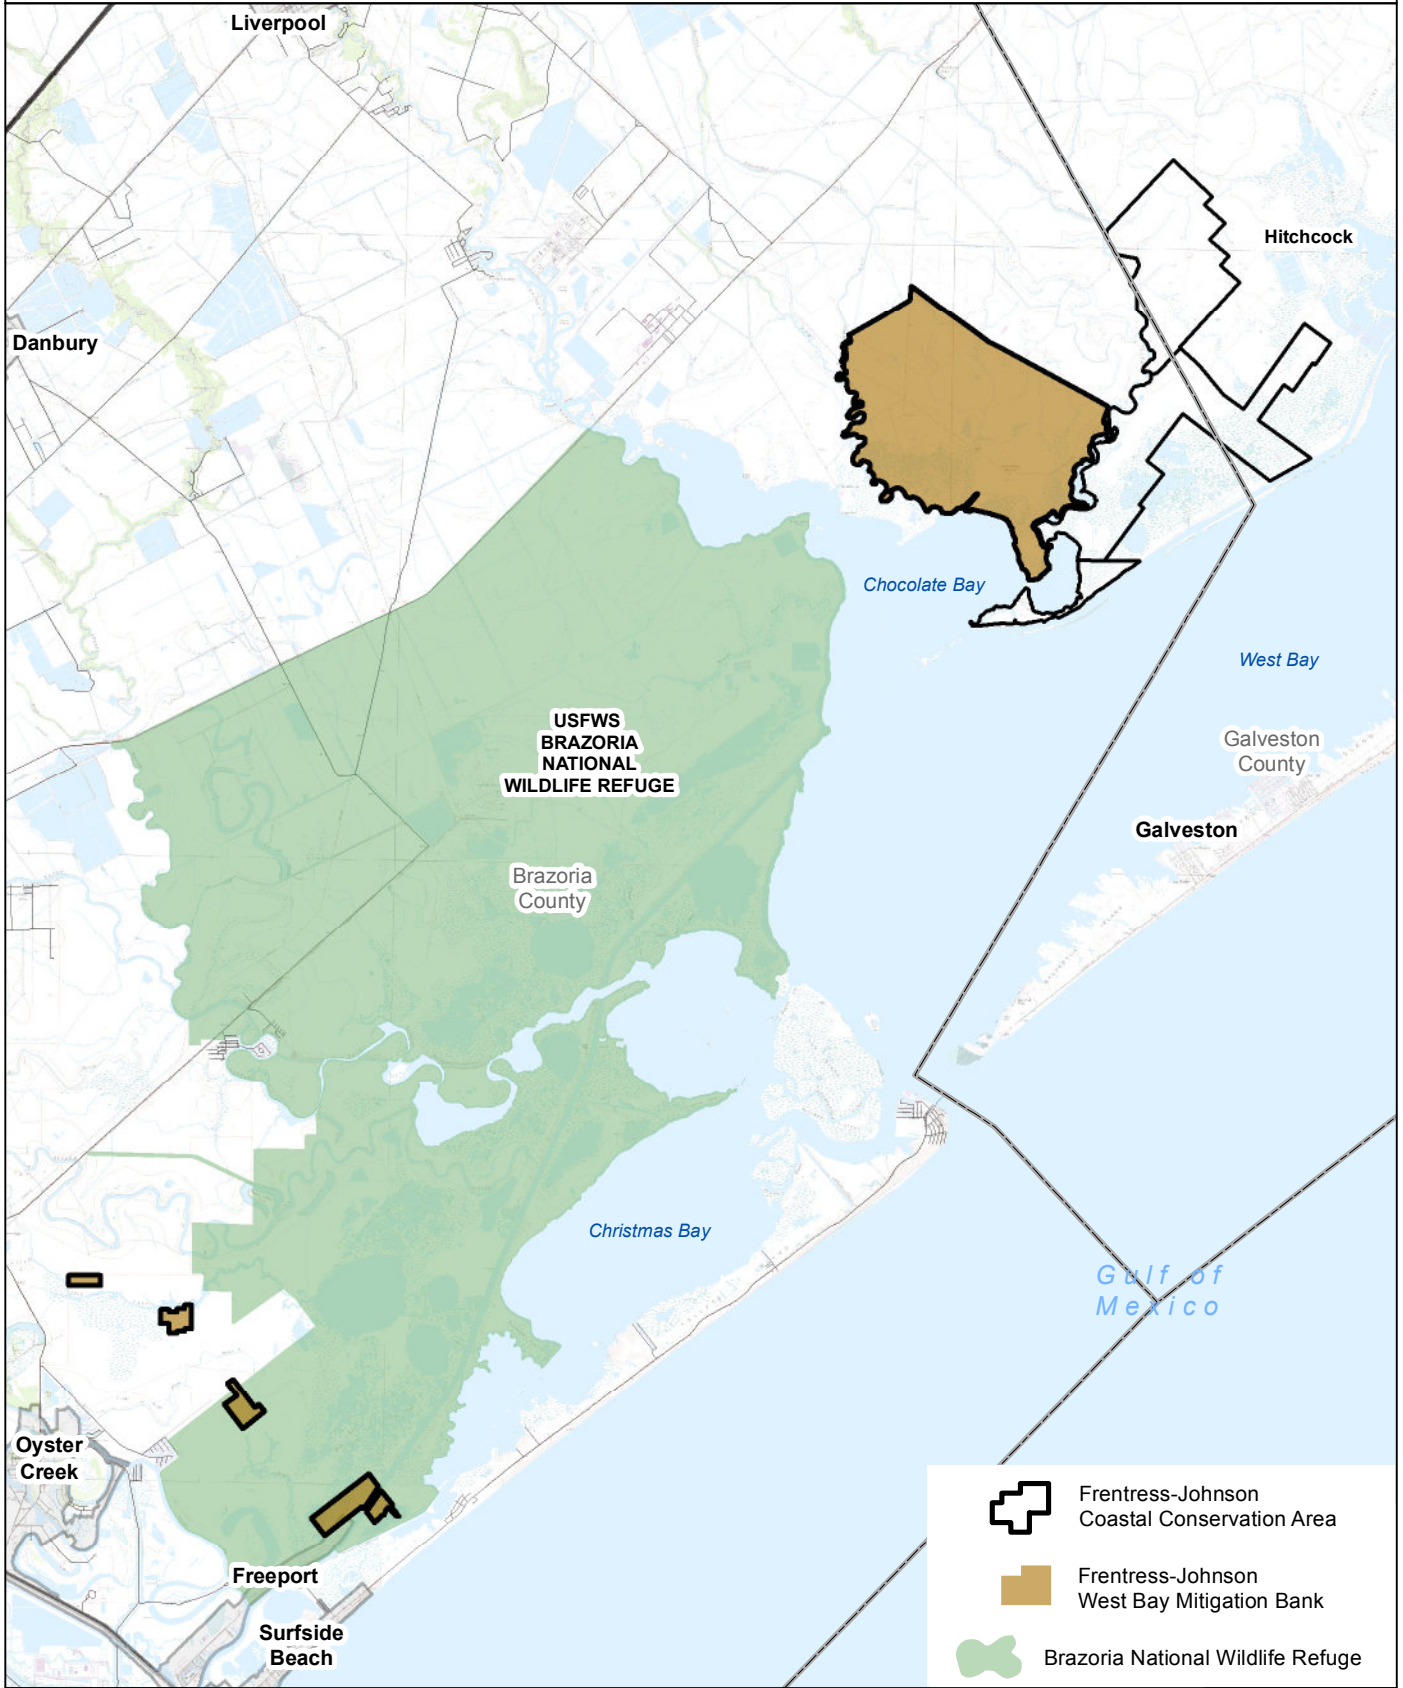 Liverpool
Hitchcock
Danbury
Chocolate Bay
West Bay
USFWS
BRAZORIA
NATIONAL
WILDLIFE REFUGE
Galveston
County
Galveston
Brazoria
County
Christmas Bay
Gulf of
Mexico
Oyster
Creek
Freeport
Surfside
Beach
Frentress-Johnson
Coastal Conservation Area
Frentress-Johnson
West Bay Mitigation Bank
Brazoria National Wildlife Refuge